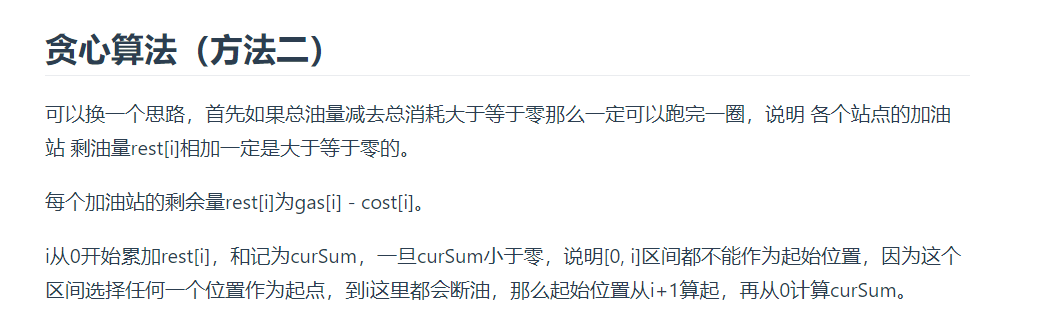 贪心算法（方法二）
可以换一个思路，首先如果总油量减去总消耗大于等于零那么一定可以跑完一圈，说明 各个站点的加油
站 剩油量rest[i]相加一定是大于等于零的。
每个加油站的剩余量rest[i]为gas[i] - cost[i]。
i从0开始累加rest[i]，和记为curSum，一旦curSum小于零，说明[0, i]区间都不能作为起始位置，因为这个
区间选择任何一个位置作为起点，到i这里都会断油，那么起始位置从i+1算起，再从0计算curSum。